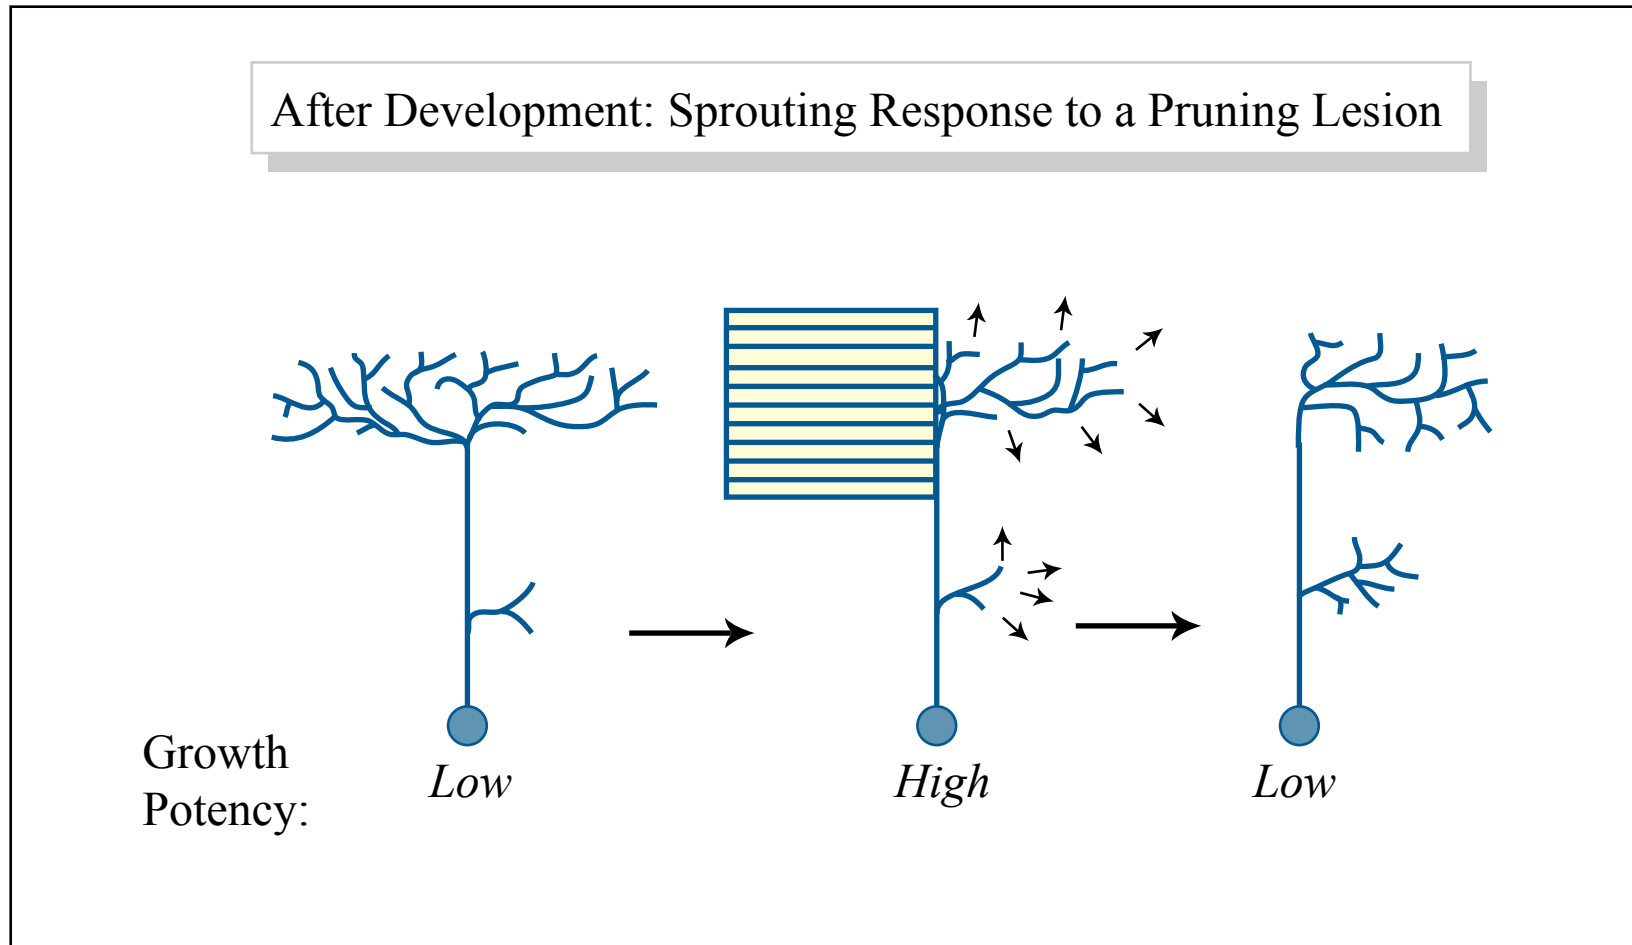 After Development: Sprouting Response to a Pruning Lesion
Growth
Potency:
Low
High
Low